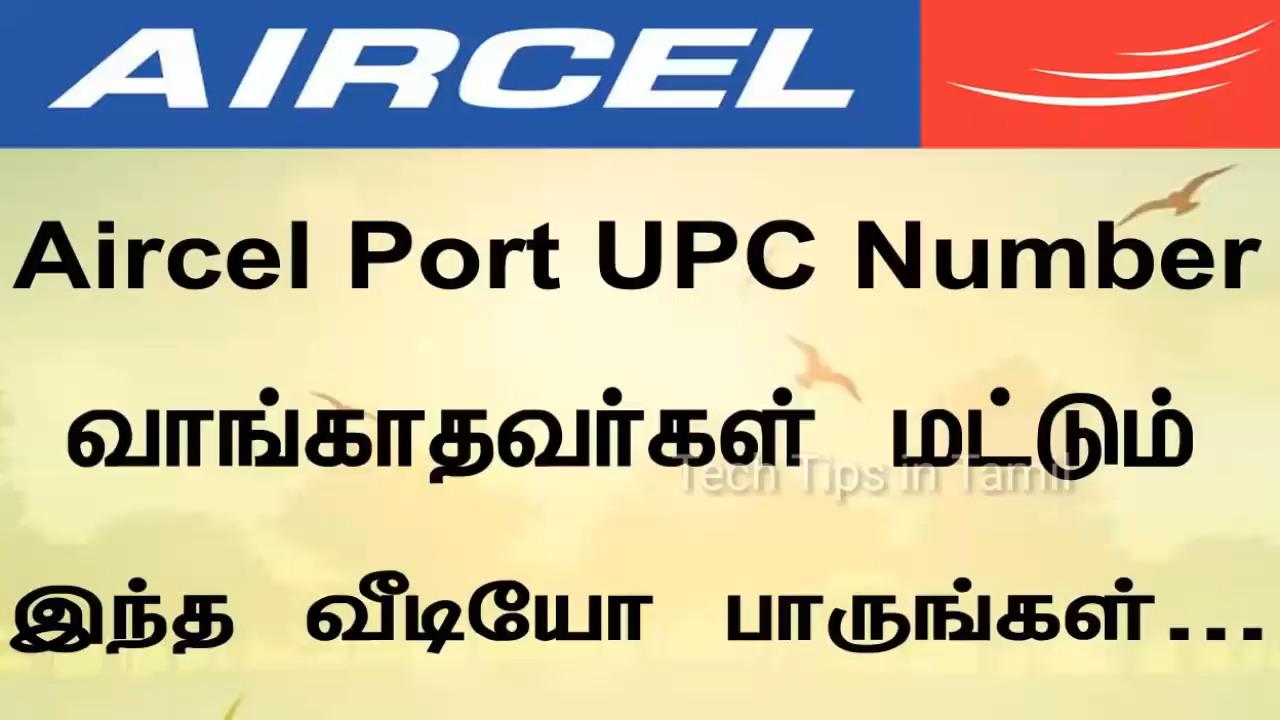 AIRCEL
Aircel Port UPC Number
வாங்காதவர்கள் மட்டும்
Tech Tips in Tamil
இந்த வீடியோ பாருங்கள்...